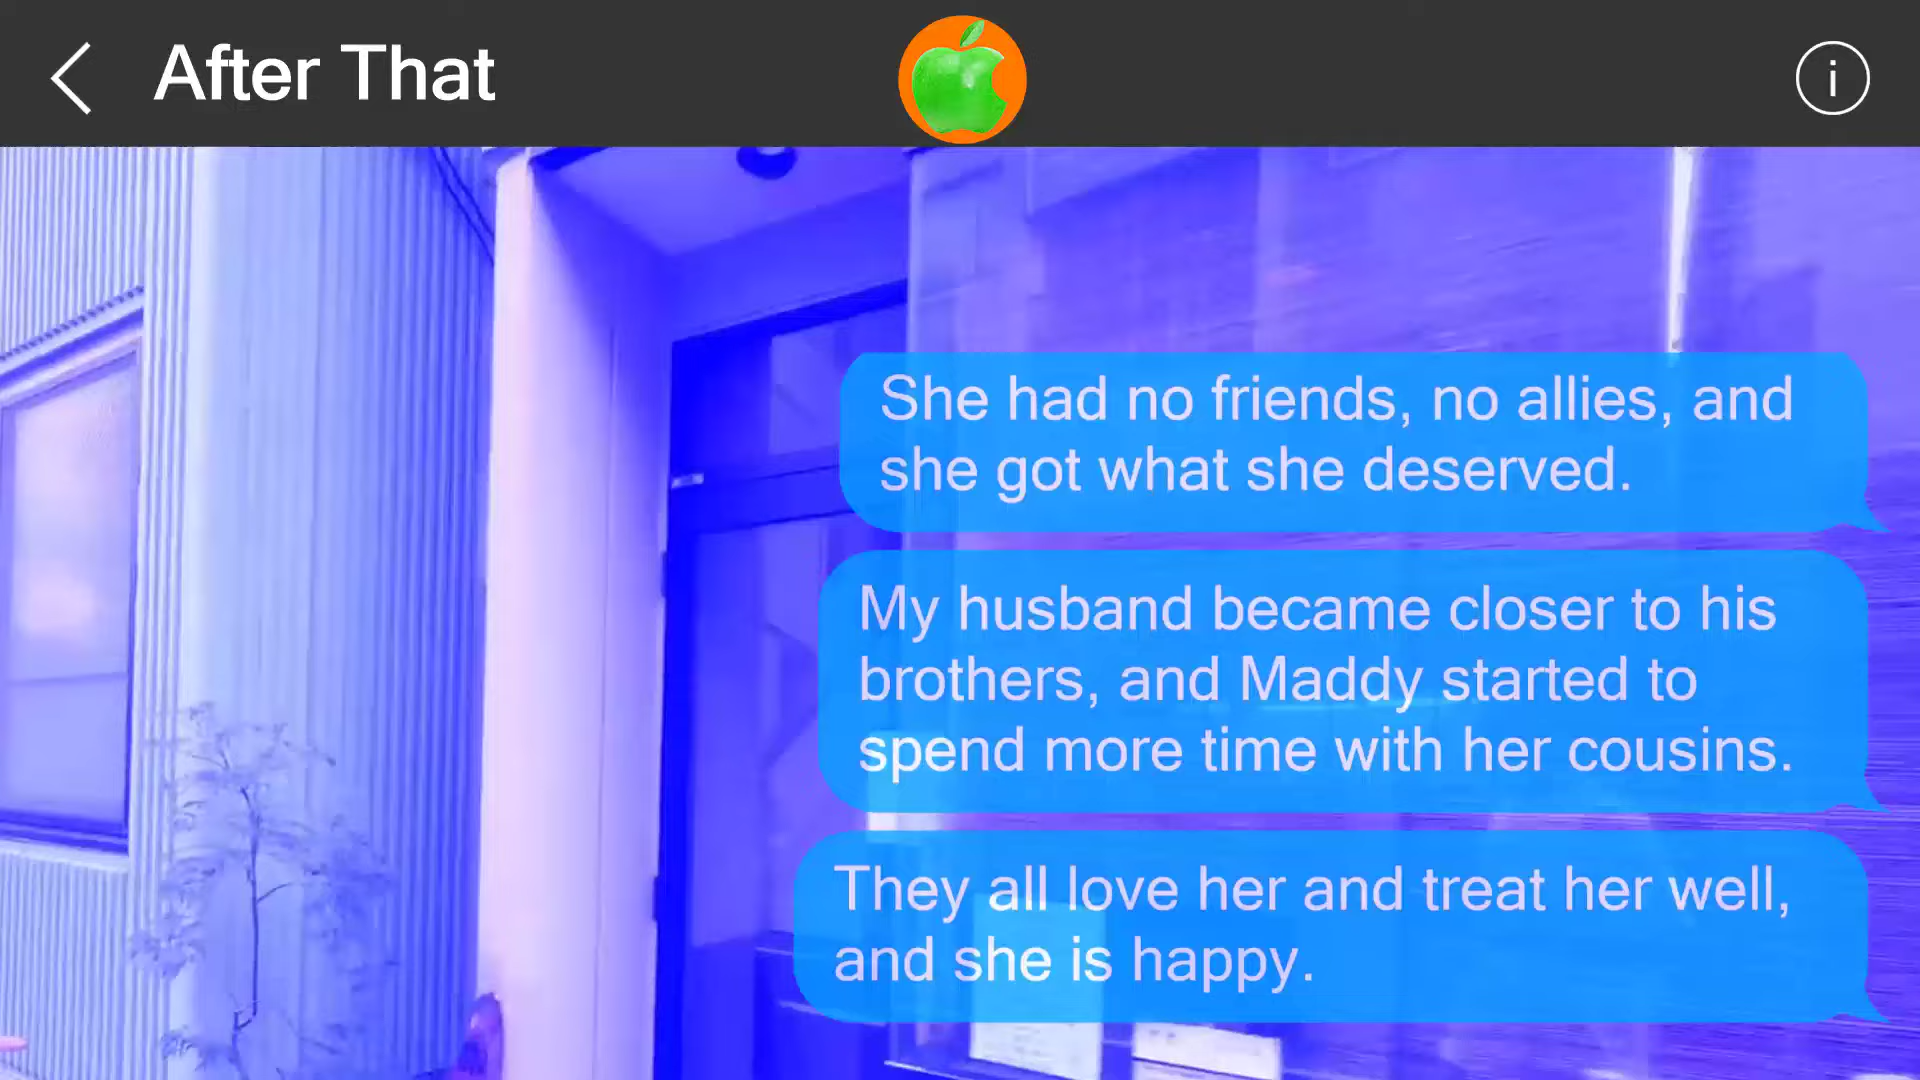 After That
She had no friends, no allies, and
she got what she deserved.
My husband became closer to his
brothers, and Maddy started to
spend more time with her cousins.
They all love her and treat her well,
and she is happy.